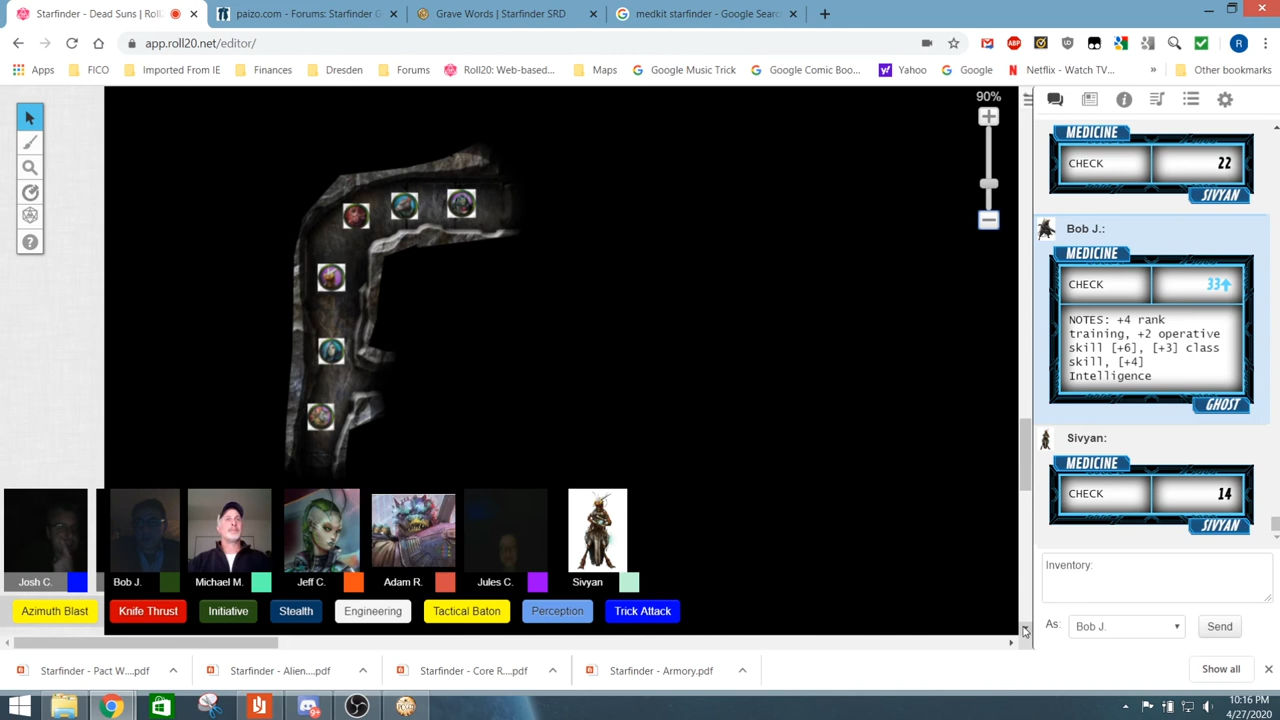 Starfinder - Dead Suns | Roll
paizo.com - Forums: Starfinder G
Grave Words | Starfinder SRD
medkit starfinder - Google Sear
app.roll20.net/editor/
Apps
FICO
Imported From IE
Finances
Dresden
Forums
Roll20: Web-based...
Maps
Google Music Trick
Google Comic Boo...
Yahoo
Google
Netflix - Watch TV...
»
Other bookmarks
90%
MEDICINE
CHECK 22
SIVYAN
Bob J.:
MEDICINE
CHECK 33
NOTES: +4 rank
training, +2 operative
skill [+6], [+3] class
skill, [+4]
Intelligence
GHOST
Sivyan:
MEDICINE
CHECK 14
SIVYAN
Inventory:
As: Bob J. Send
Josh C.
Bob J.
Michael M.
Jeff C.
Adam R.
Jules C.
Sivyan
Azimuth Blast
Knife Thrust
Initiative
Stealth
Engineering
Tactical Baton
Perception
Trick Attack
Starfinder - Pact W....pdf
Starfinder - Alien....pdf
Starfinder - Core R....pdf
Starfinder - Armory.pdf
Show all
10:16 PM
4/27/2020